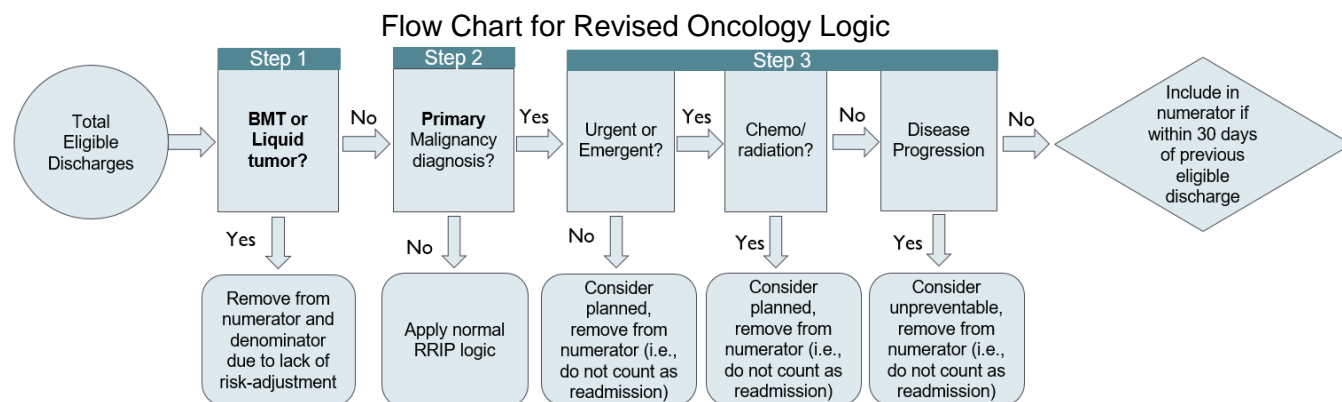 Flow Chart for Revised Oncology Logic
Step 1
Step 2
Step 3
Total
Eligible
Discharges
BMT or
Liquid
tumor?
No
Primary
Malignancy
diagnosis?
Yes
Urgent or
Emergent?
Yes
Chemo/
radiation?
No
Disease
Progression
No
Include in
numerator if
within 30 days
of previous
eligible
discharge
Yes
No
No
Yes
Yes
Remove from
numerator and
denominator
due to lack of
risk-adjustment
Apply normal
RRIP logic
Consider
planned,
remove from
numerator (i.e.,
do not count as
readmission)
Consider
planned,
remove from
numerator (i.e.,
do not count as
readmission)
Consider
unpreventable,
remove from
numerator (i.e.,
do not count as
readmission)